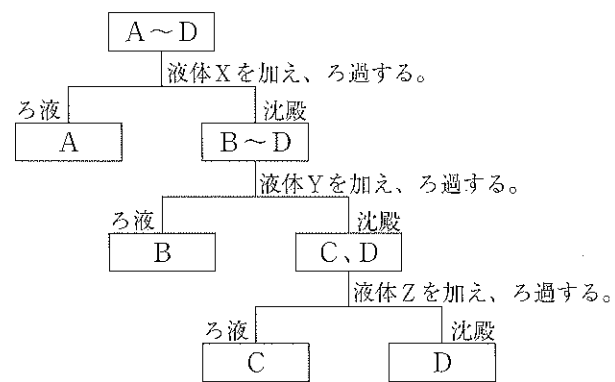 A～D
液体Xを加え、ろ過する。
ろ液
沈殿
A
B～D
液体Yを加え、ろ過する。
ろ液
沈殿
B
C、D
液体Zを加え、ろ過する。
ろ液
沈殿
C
D